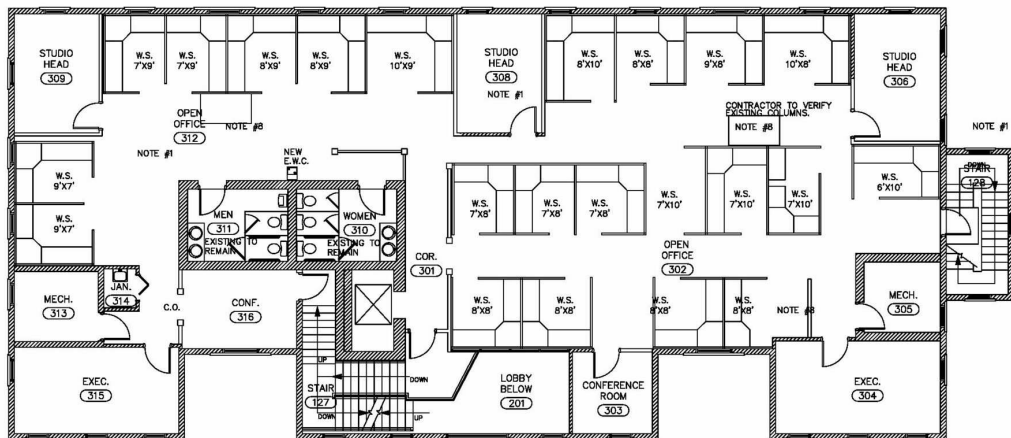 STUDIO
HEAD
309
W.S.
7'X9'
W.S.
7'X9'
W.S.
8'X9'
W.S.
8'X9'
W.S.
10'X9'
STUDIO
HEAD
308
NOTE #1
W.S.
8'X10'
W.S.
8'X8'
W.S.
9'X8'
W.S.
10'X8'
STUDIO
HEAD
306
OPEN
OFFICE
312
NOTE #8
NOTE #1
CONTRACTOR TO VERIFY
EXISTING COLUMNS.
NOTE #8
NOTE #1
NEW
E.W.C.
W.S.
9'X7'
W.S.
9'X7'
MEN
311
EXISTING TO
REMAIN
WOMEN
310
EXISTING TO
REMAIN
W.S.
7'X8'
W.S.
7'X8'
W.S.
7'X8'
W.S.
7'X10'
W.S.
7'X10'
W.S.
7'X10'
W.S.
6'X10'
DOWN
STAIR
128
COR.
301
OPEN
OFFICE
302
JAN.
314
MECH.
313
C.O.
CONF.
316
W.S.
8'X8'
W.S.
8'X8'
W.S.
8'X8'
W.S.
8'X8'
NOTE #8
MECH.
305
UP
DOWN
EXEC.
315
STAIR
127
DOWN
UP
LOBBY
BELOW
201
CONFERENCE
ROOM
303
EXEC.
304